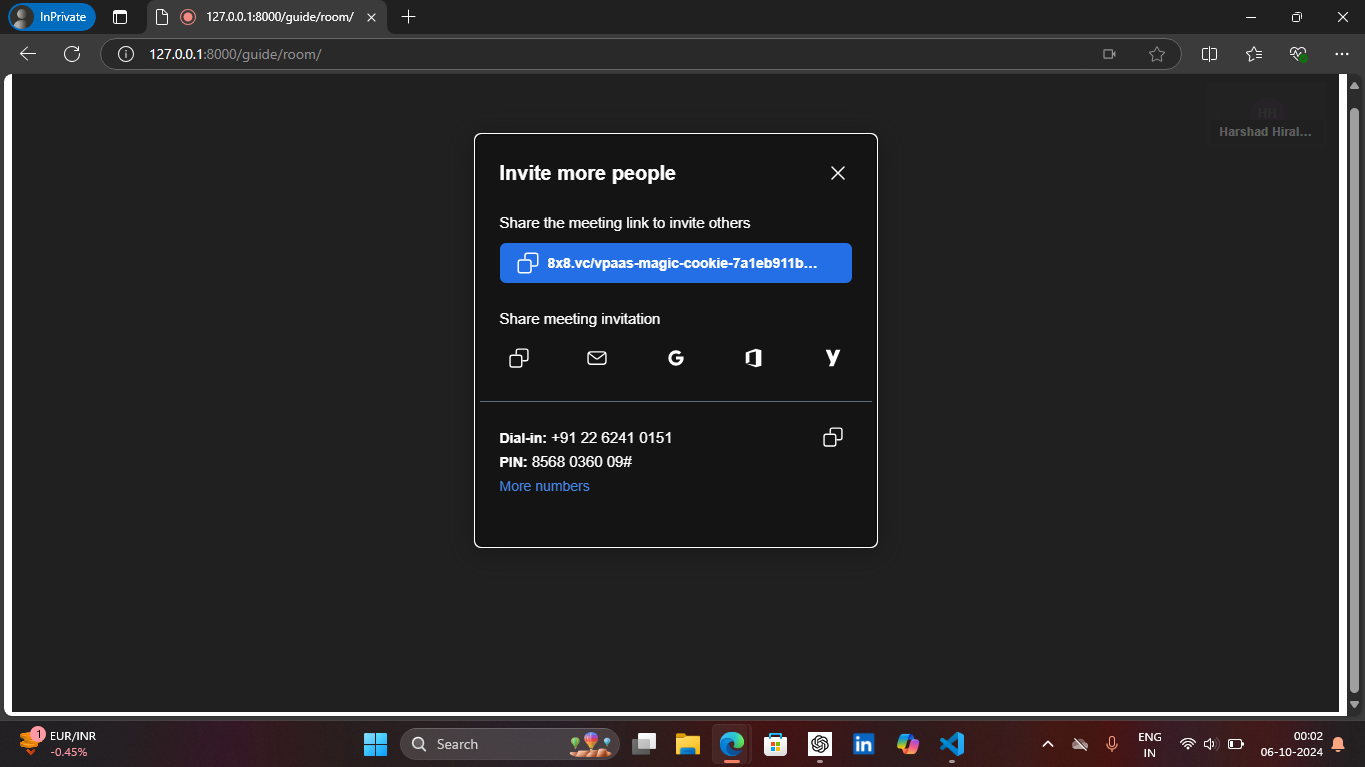 InPrivate
127.0.0.1:8000/guide/room/
127.0.0.1:8000/guide/room/
HH
Harshad Hiral...
Invite more people
Share the meeting link to invite others
8x8.vc/vpaas-magic-cookie-7a1eb911b...
Share meeting invitation
Dial-in: +91 22 6241 0151
PIN: 8568 0360 09#
More numbers
1
EUR/INR
-0.45%
Search
ENG
IN
00:02
06-10-2024